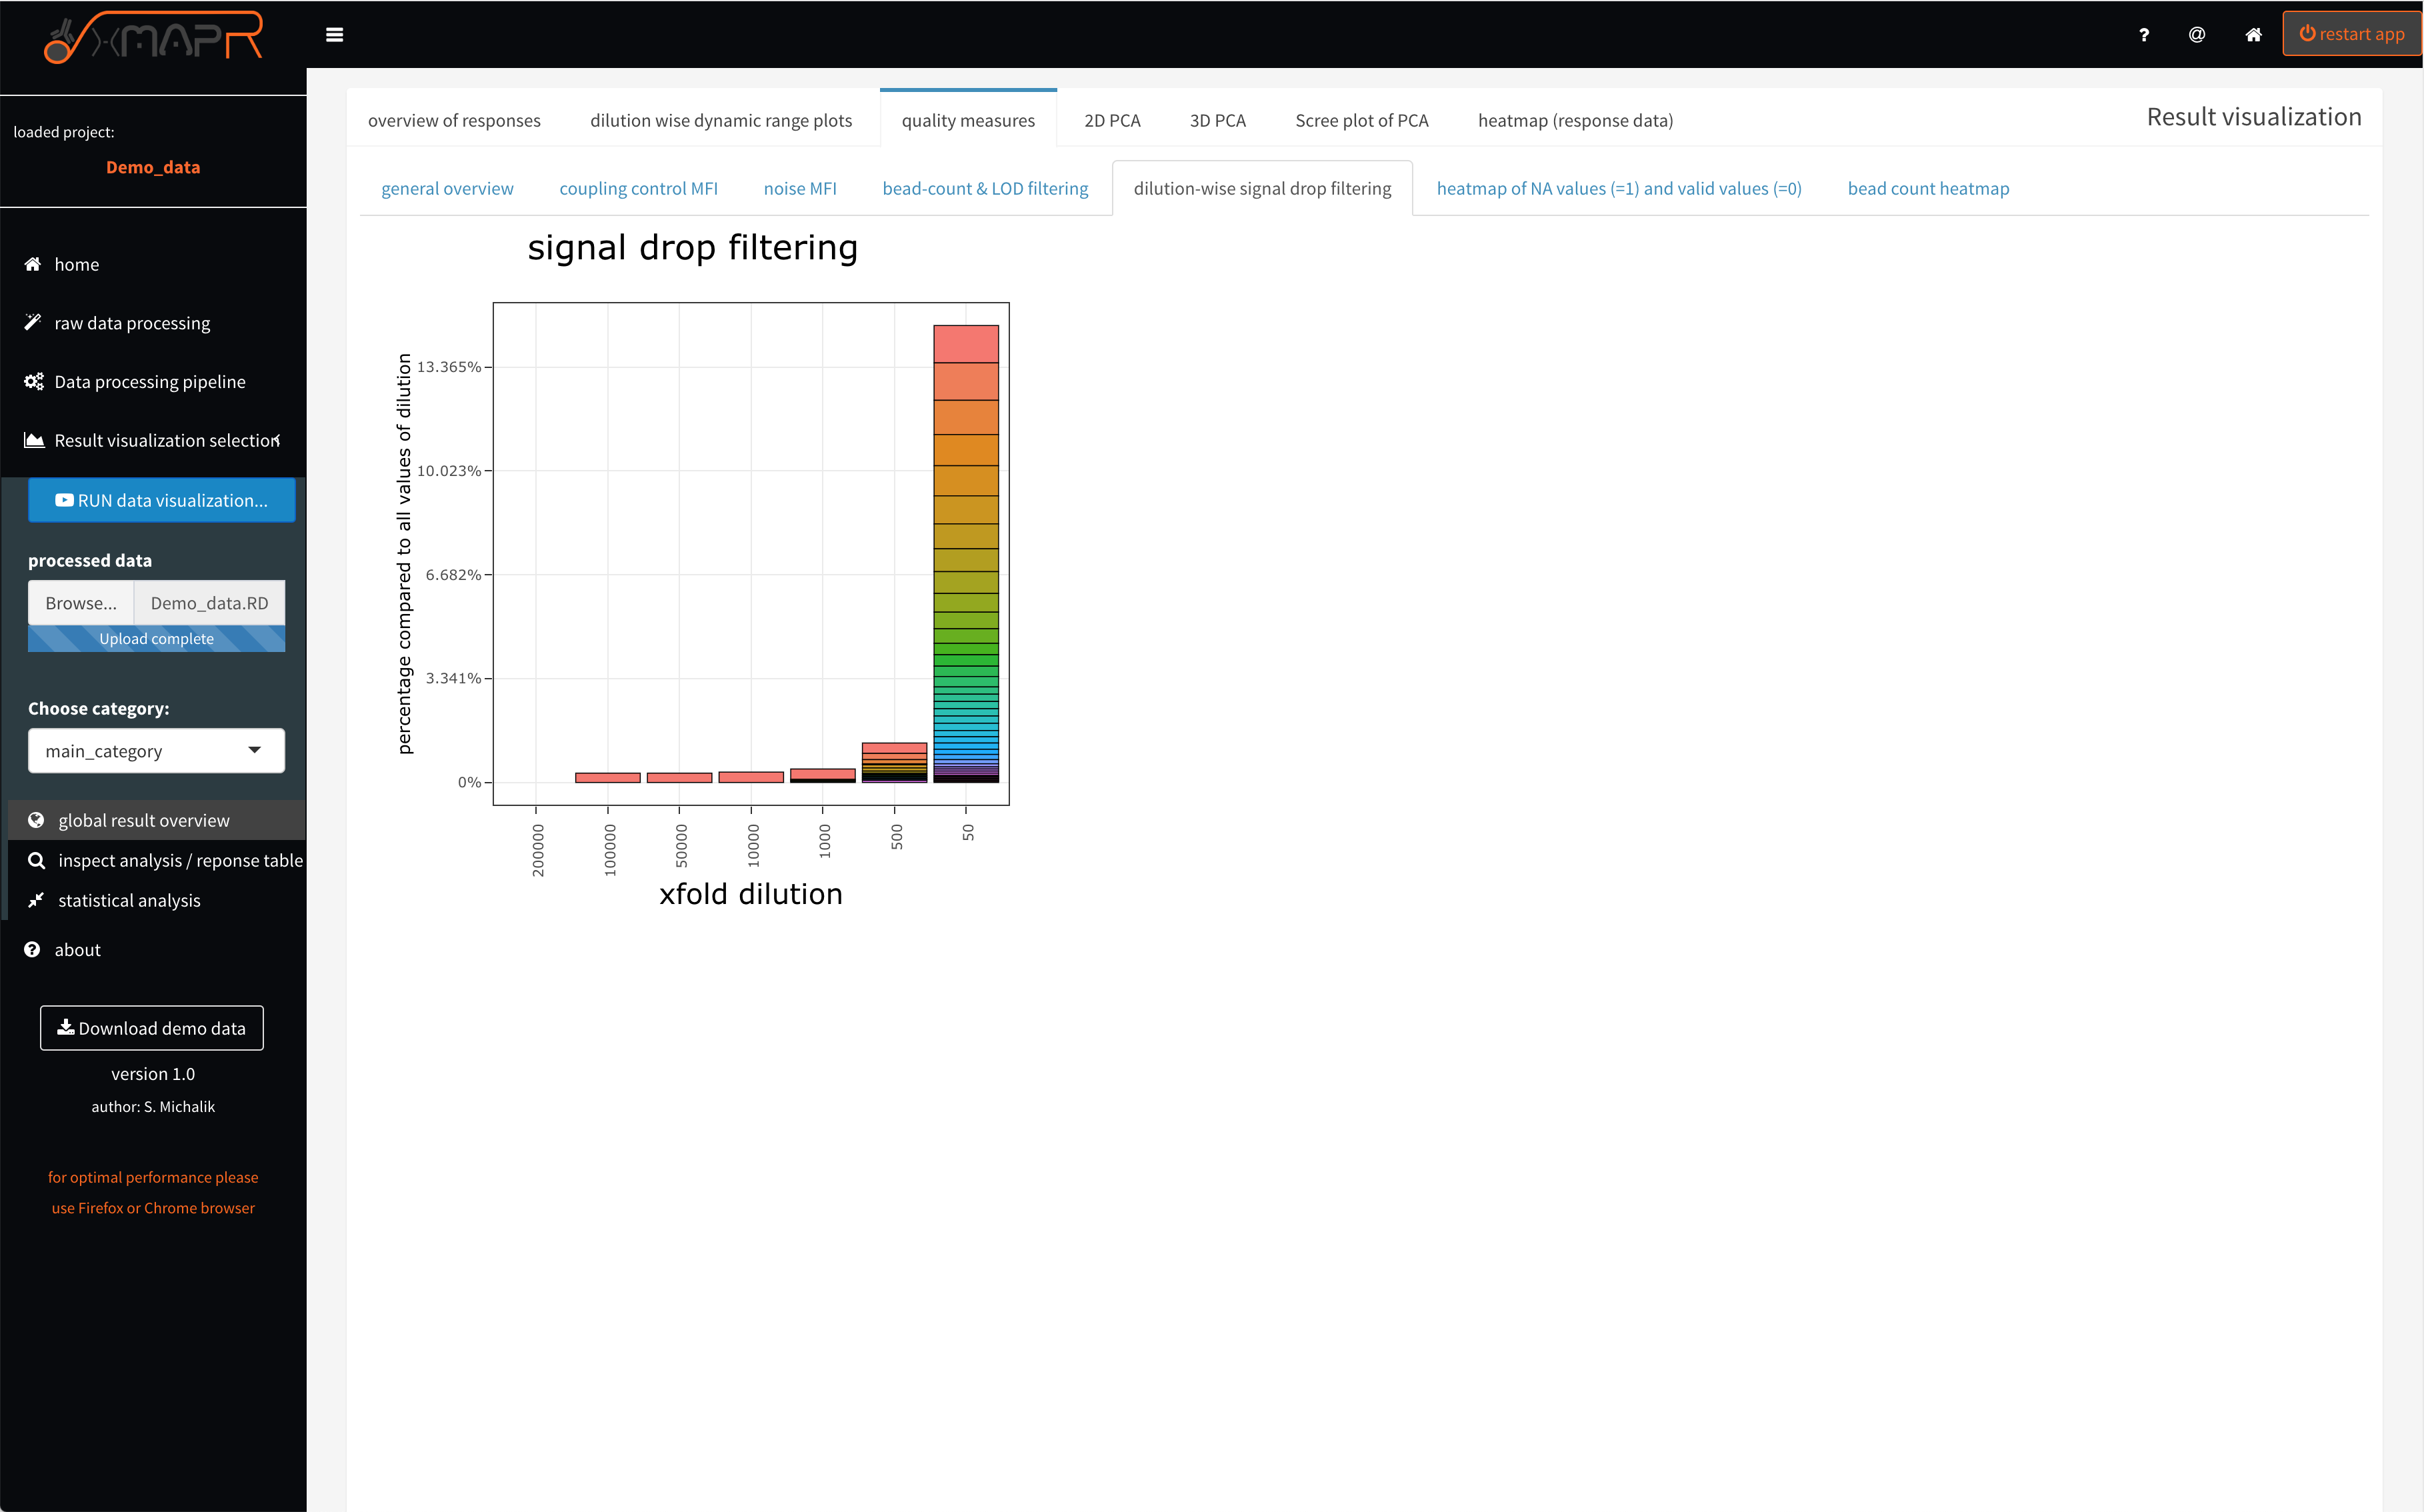 xMAPR
? @ restart app
loaded project:
Demo_data
home
raw data processing
Data processing pipeline
Result visualization selection
RUN data visualization...
processed data
Browse... Demo_data.RD
Upload complete
Choose category:
main_category
global result overview
inspect analysis / reponse table
statistical analysis
about
Download demo data
version 1.0
author: S. Michalik
for optimal performance please
use Firefox or Chrome browser
overview of responses dilution wise dynamic range plots quality measures 2D PCA 3D PCA Scree plot of PCA heatmap (response data) Result visualization
general overview coupling control MFI noise MFI bead-count & LOD filtering dilution-wise signal drop filtering heatmap of NA values (=1) and valid values (=0) bead count heatmap
signal drop filtering
percentage compared to all values of dilution
13.365%
10.023%
6.682%
3.341%
0%
200000 100000 50000 10000 1000 500 50
xfold dilution